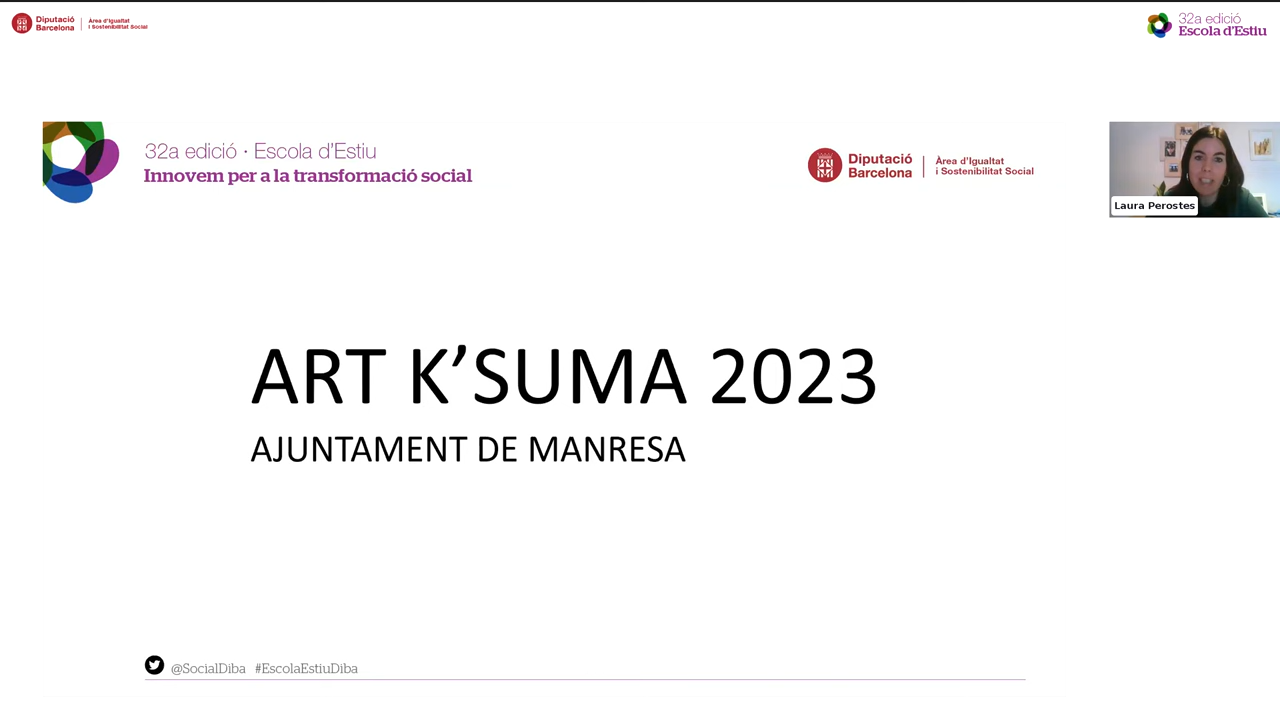 Diputació
Barcelona
Àrea d'Igualtat
i Sostenibilitat Social
32a edició
Escola d'Estiu
32a edició · Escola d'Estiu
Innovem per a la transformació social
Diputació
Barcelona
Àrea d'Igualtat
i Sostenibilitat Social
Laura Perostes
ART K’SUMA 2023
AJUNTAMENT DE MANRESA
@SocialDiba #EscolaEstiuDiba